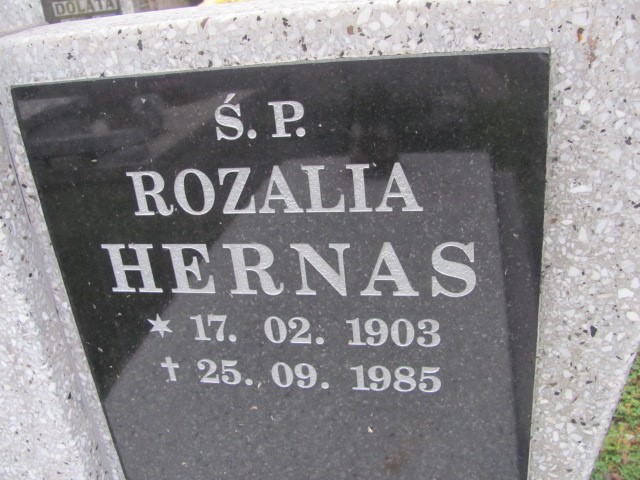 DOLATA
Ś. P.
ROZALIA
HERNAS
✶ 17. 02. 1903
† 25. 09. 1985